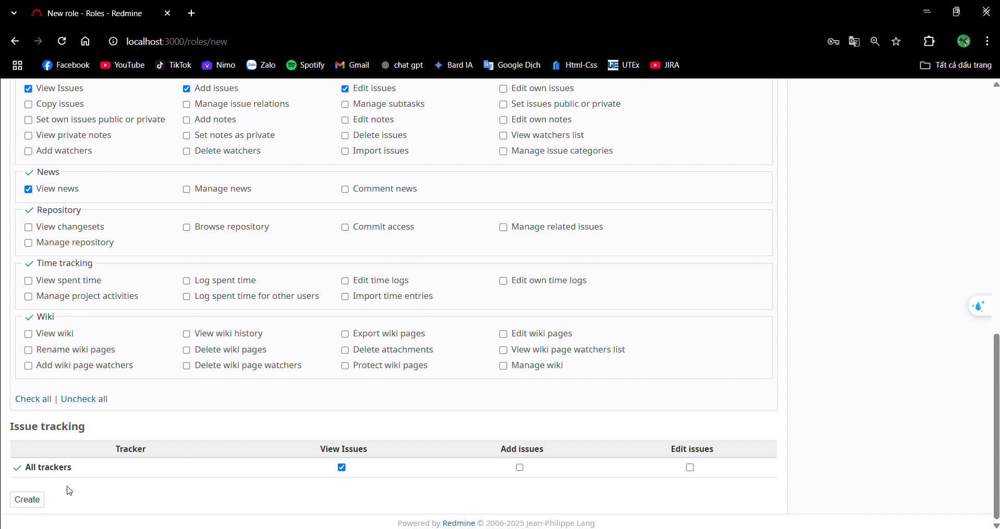 New role - Roles - Redmine
localhost:3000/roles/new
Facebook YouTube TikTok Nimo Zalo Spotify Gmail chat gpt Bard IA Google Dịch Html-Css UTEx JIRA Tất cả dấu trang
View Issues Add issues Edit issues Edit own issues
Copy issues Manage issue relations Manage subtasks Set issues public or private
Set own issues public or private Add notes Edit notes Edit own notes
View private notes Set notes as private Delete issues View watchers list
Add watchers Delete watchers Import issues Manage issue categories
News
View news Manage news Comment news
Repository
View changesets Browse repository Commit access Manage related issues
Manage repository
Time tracking
View spent time Log spent time Edit time logs Edit own time logs
Manage project activities Log spent time for other users Import time entries
Wiki
View wiki View wiki history Export wiki pages Edit wiki pages
Rename wiki pages Delete wiki pages Delete attachments View wiki page watchers list
Add wiki page watchers Delete wiki page watchers Protect wiki pages Manage wiki
Check all | Uncheck all
Issue tracking
Tracker View Issues Add issues Edit issues
All trackers
Create
Powered by Redmine © 2006-2025 Jean-Philippe Lang